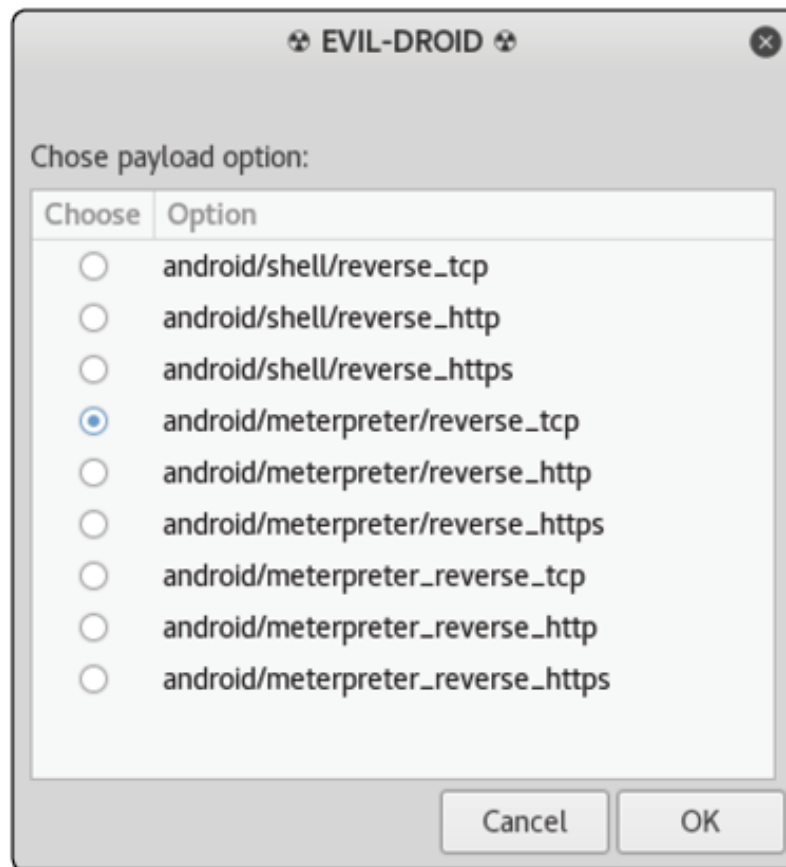 ☢ EVIL-DROID ☢
Chose payload option:
Choose Option
android/shell/reverse_tcp
android/shell/reverse_http
android/shell/reverse_https
android/meterpreter/reverse_tcp
android/meterpreter/reverse_http
android/meterpreter/reverse_https
android/meterpreter_reverse_tcp
android/meterpreter_reverse_http
android/meterpreter_reverse_https
Cancel OK